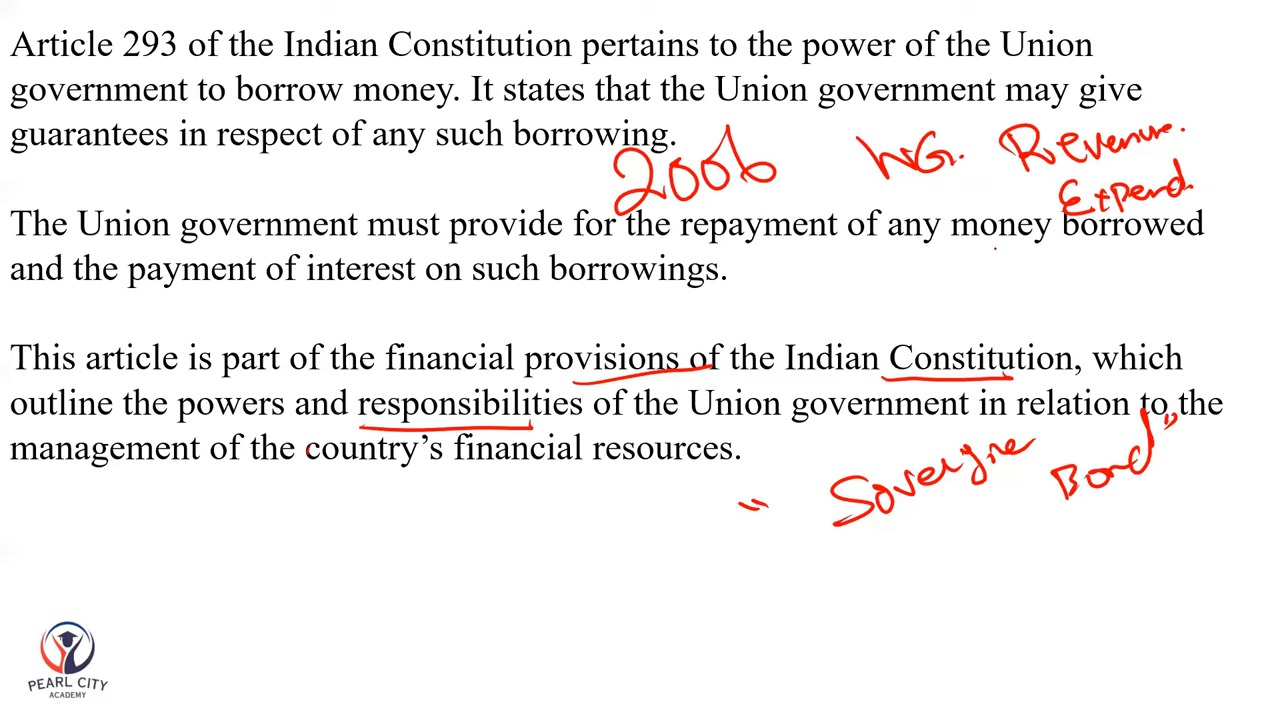 Article 293 of the Indian Constitution pertains to the power of the Union
government to borrow money. It states that the Union government may give
guarantees in respect of any such borrowing.
2006 Revenue.
Expend.
The Union government must provide for the repayment of any money borrowed
and the payment of interest on such borrowings.
This article is part of the financial provisions of the Indian Constitution, which
outline the powers and responsibilities of the Union government in relation to the
management of the country’s financial resources.
" Sovereigne Bond "
PEARL CITY
ACADEMY